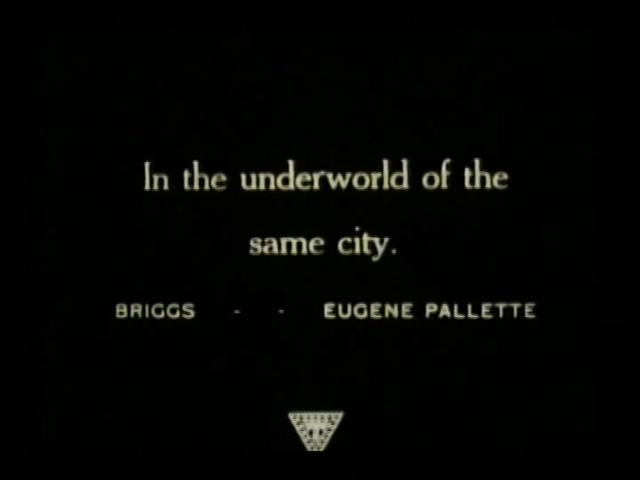 In the underworld of the
same city.
BRIGGS - - EUGENE PALLETTE